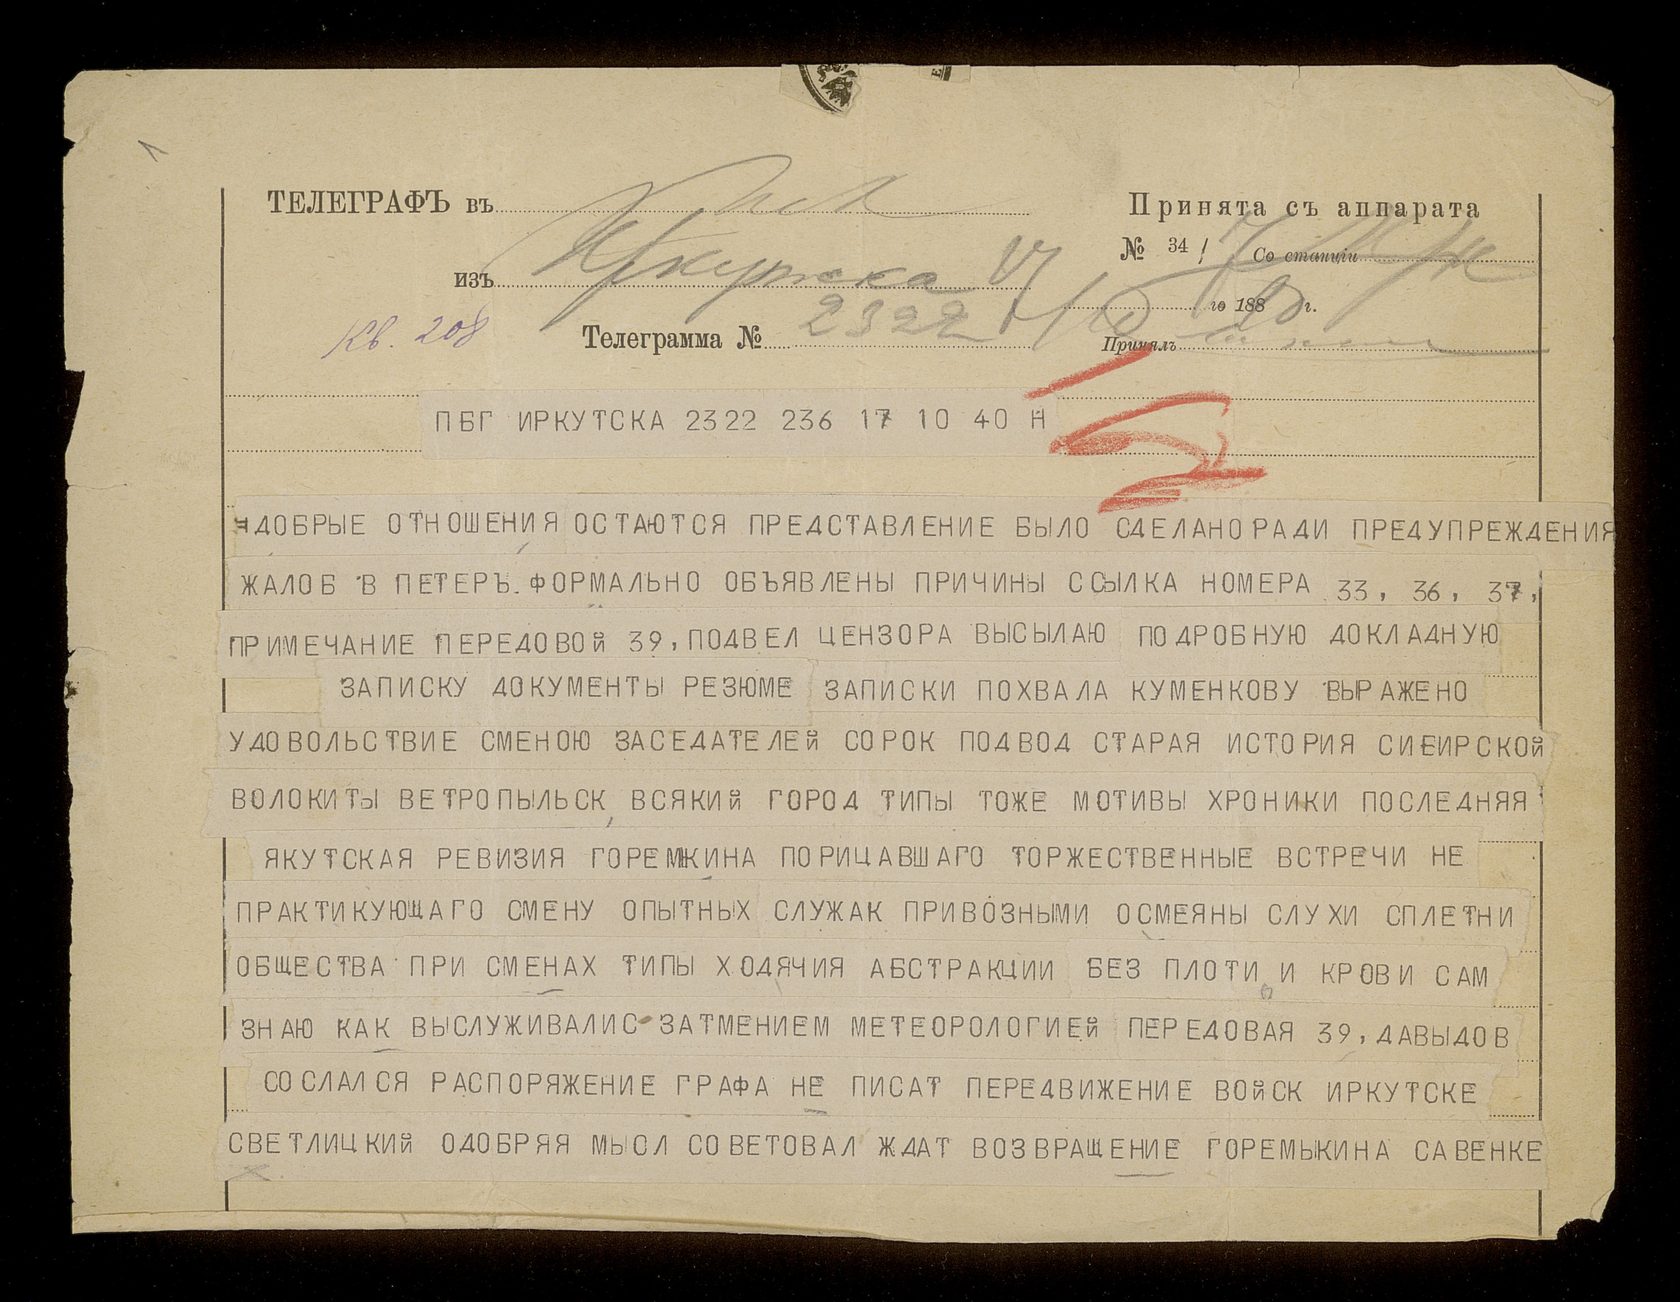 ТЕЛЕГРАФЪ въ
Принята съ аппарата
№ 34/ Со станціи
изъ Иркутска
го 188 г.
Кв. 208
Телеграмма № 2322
Принялъ
ПБГ ИРКУТСКА 2322 236 17 10 40 Н
ДОБРЫЕ ОТНОШЕНИЯ ОСТАЮТСЯ ПРЕДСТАВЛЕНИЕ БЫЛО СДЕЛАНО РАДИ ПРЕДУПРЕЖДЕНИЯ
ЖАЛОБ В ПЕТЕРЪ. ФОРМАЛЬНО ОБЪЯВЛЕНЫ ПРИЧИНЫ ССЫЛКА НОМЕРА 33, 36, 37,
ПРИМЕЧАНИЕ ПЕРЕДОВОЙ 39, ПОДВЕЛ ЦЕНЗОРА ВЫСЫЛАЮ ПОДРОБНУЮ ДОКЛАДНУЮ
ЗАПИСКУ ДОКУМЕНТЫ РЕЗЮМЕ ЗАПИСКИ ПОХВАЛА КУМЕНКОВУ ВЫРАЖЕНО
УДОВОЛЬСТВИЕ СМЕНОЮ ЗАСЕДАТЕЛЕЙ СОРОК ПОДВОД СТАРАЯ ИСТОРИЯ СИБИРСКОЙ
ВОЛОКИТЫ ВЕТРОПЫЛЬСК, ВСЯКИЙ ГОРОД ТИПЫ ТОЖЕ МОТИВЫ ХРОНИКИ ПОСЛЕДНЯЯ
ЯКУТСКАЯ РЕВИЗИЯ ГОРЕМЫКИНА ПОРИЦАВШАГО ТОРЖЕСТВЕННЫЕ ВСТРЕЧИ НЕ
ПРАКТИКУЮЩАГО СМЕНУ ОПЫТНЫХ СЛУЖАК ПРИВОЗНЫМИ ОСМЕЯНЫ СЛУХИ СПЛЕТНИ
ОБЩЕСТВА ПРИ СМЕНАХ ТИПЫ ХОДЯЧИЯ АБСТРАКЦИИ БЕЗ ПЛОТИ И КРОВИ САМ
ЗНАЮ КАК ВЫСЛУЖИВАЛИС ЗАТМЕНИЕМ МЕТЕОРОЛОГИЕЙ ПЕРЕДОВАЯ 39, ДАВЫДОВ
СОСЛАЛСЯ РАСПОРЯЖЕНИЕ ГРАФА НЕ ПИСАТ ПЕРЕДВИЖЕНИЕ ВОЙСК ИРКУТСКЕ
СВЕТЛИЦКИЙ ОДОБРЯЯ МЫСЛ СОВЕТОВАЛ ЖДАТ ВОЗВРАЩЕНИЕ ГОРЕМЫКИНА САВЕНКЕ